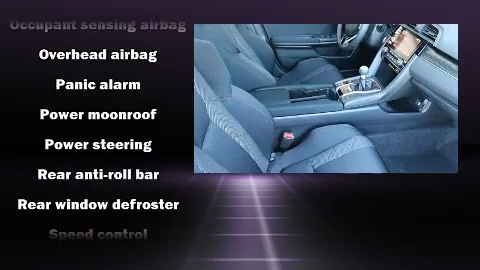 Occupant sensing airbag
Overhead airbag
Panic alarm
Power moonroof
Power steering
Rear anti-roll bar
Rear window defroster
Speed control